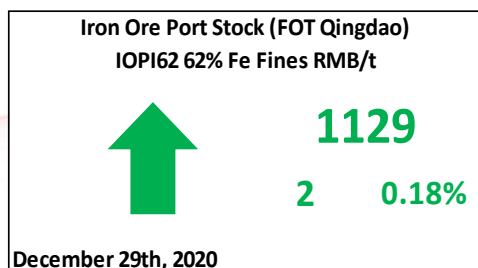 Iron Ore Port Stock (FOT Qingdao)
IOPI62 62% Fe Fines RMB/t
1129
2 0.18%
December 29th, 2020